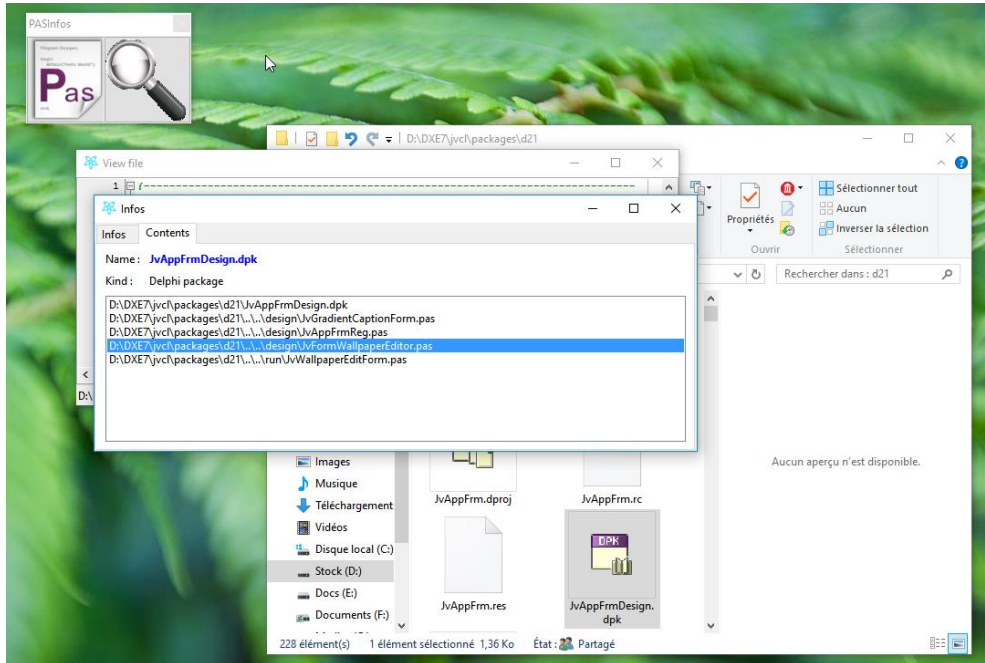 PASInfos
Pas
D:\DXE7\jvcl\packages\d21
View file
1
Infos
Infos Contents
Name : JvAppFrmDesign.dpk
Kind : Delphi package
D:\DXE7\jvcl\packages\d21\JvAppFrmDesign.dpk
D:\DXE7\jvcl\packages\d21\..\..\design\JvGradientCaptionForm.pas
D:\DXE7\jvcl\packages\d21\..\..\design\JvAppFrmReg.pas
D:\DXE7\jvcl\packages\d21\..\..\design\JvFormWallpaperEditor.pas
D:\DXE7\jvcl\packages\d21\..\..\run\JvWallpaperEditForm.pas
D:\
Propriétés
Ouvrir
Sélectionner tout
Aucun
Inverser la sélection
Sélectionner
Rechercher dans : d21
Images
Musique
Téléchargement
Vidéos
Disque local (C:)
Stock (D:)
Docs (E:)
Documents (F:)
JvAppFrm.dproj
JvAppFrm.rc
JvAppFrm.res
DPK
JvAppFrmDesign.
dpk
Aucun aperçu n'est disponible.
228 élément(s) 1 élément sélectionné 1,36 Ko État : Partagé